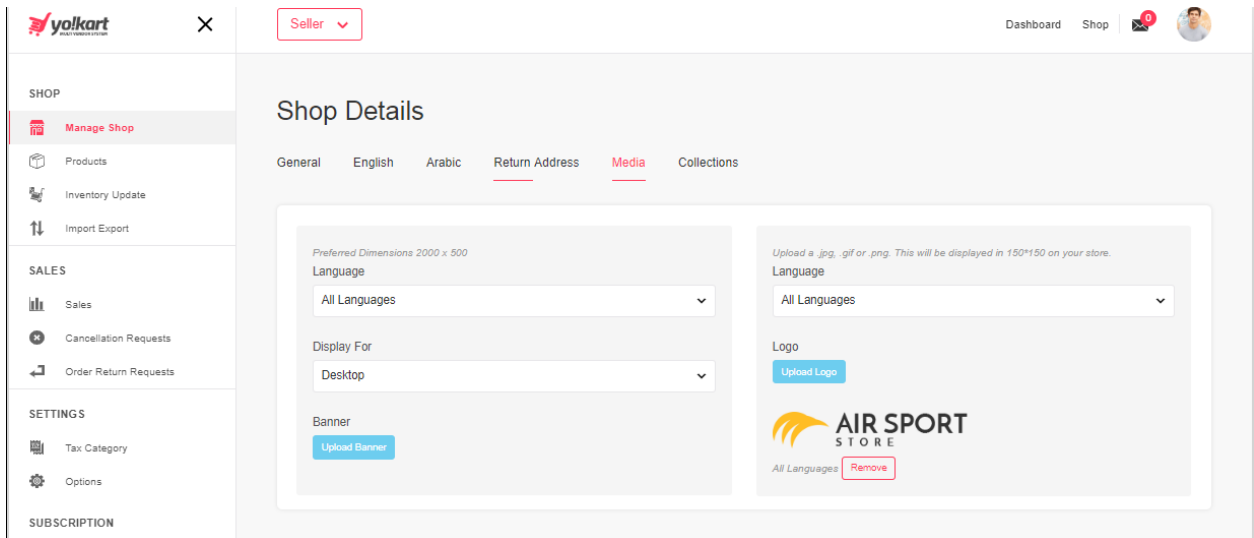 yo!kart
MULTI VENDOR SYSTEM
Seller
Dashboard
Shop
0
SHOP
Manage Shop
Products
Inventory Update
Import Export
SALES
Sales
Cancellation Requests
Order Return Requests
SETTINGS
Tax Category
Options
SUBSCRIPTION
Shop Details
General
English
Arabic
Return Address
Media
Collections
Preferred Dimensions 2000 x 500
Language
All Languages
Display For
Desktop
Banner
Upload Banner
Upload a .jpg, .gif or .png. This will be displayed in 150*150 on your store.
Language
All Languages
Logo
Upload Logo
AIR SPORT
STORE
All Languages
Remove